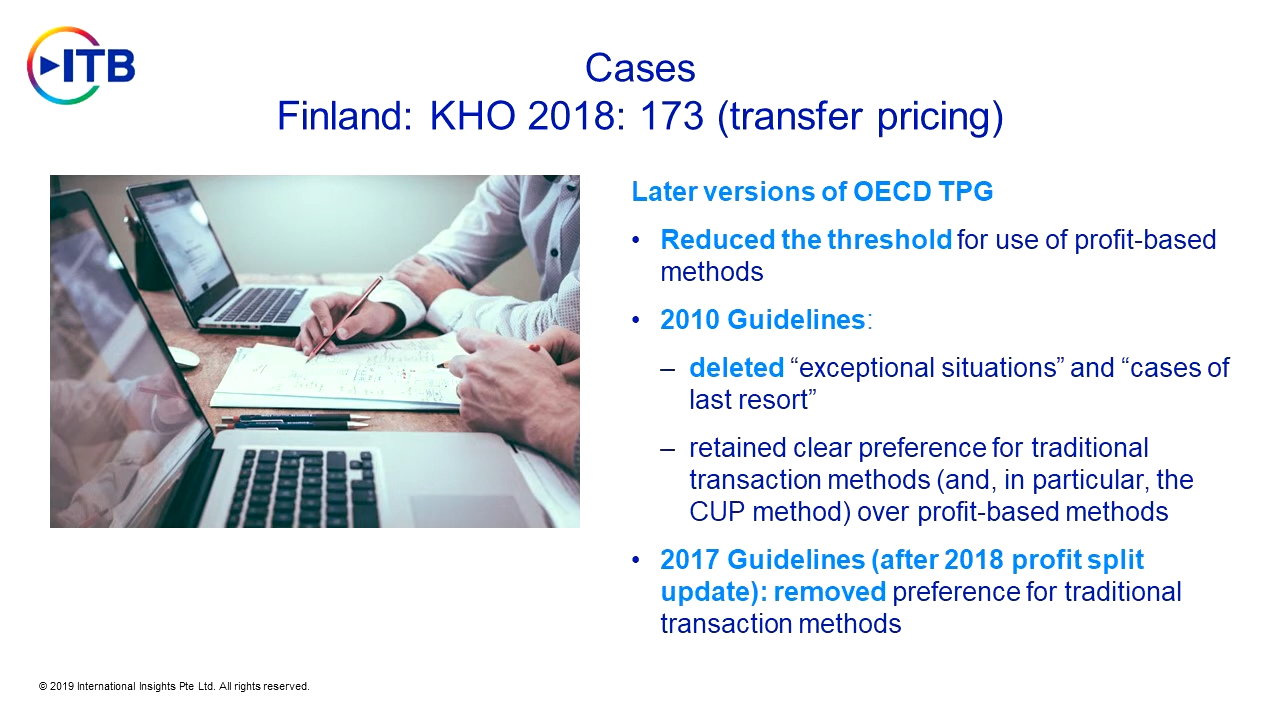 ITB
Cases
Finland: KHO 2018: 173 (transfer pricing)
Later versions of OECD TPG
• Reduced the threshold for use of profit-based
methods
• 2010 Guidelines:
– deleted “exceptional situations” and “cases of
last resort”
– retained clear preference for traditional
transaction methods (and, in particular, the
CUP method) over profit-based methods
• 2017 Guidelines (after 2018 profit split
update): removed preference for traditional
transaction methods
© 2019 International Insights Pte Ltd. All rights reserved.